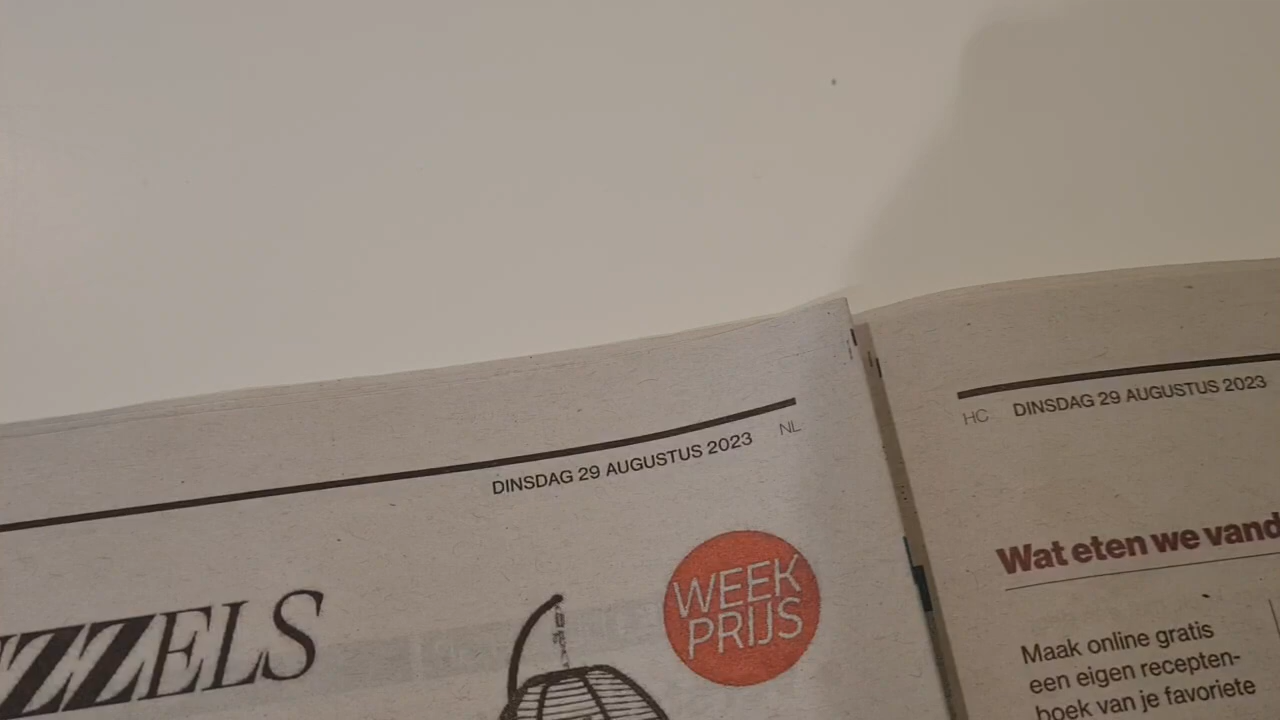 DINSDAG 29 AUGUSTUS 2023 NL
ZZELS
WEEK
PRIJS
HC DINSDAG 29 AUGUSTUS 2023
Wat eten we vand
Maak online gratis
een eigen recepten-
boek van je favoriete